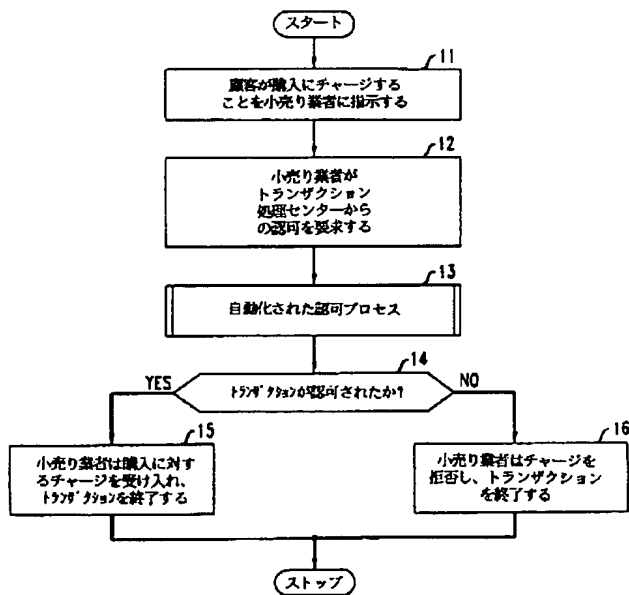 スタート
11
顧客が購入にチャージする
ことを小売り業者に指示する
12
小売り業者が
トランザクション
処理センターから
の認可を要求する
13
自動化された認可プロセス
14
トランザクションが認可されたか?
YES
NO
15
小売り業者は購入に対す
るチャージを受け入れ、
トランザクションを終了する
16
小売り業者はチャージを
拒否し、トランザクション
を終了する
ストップ